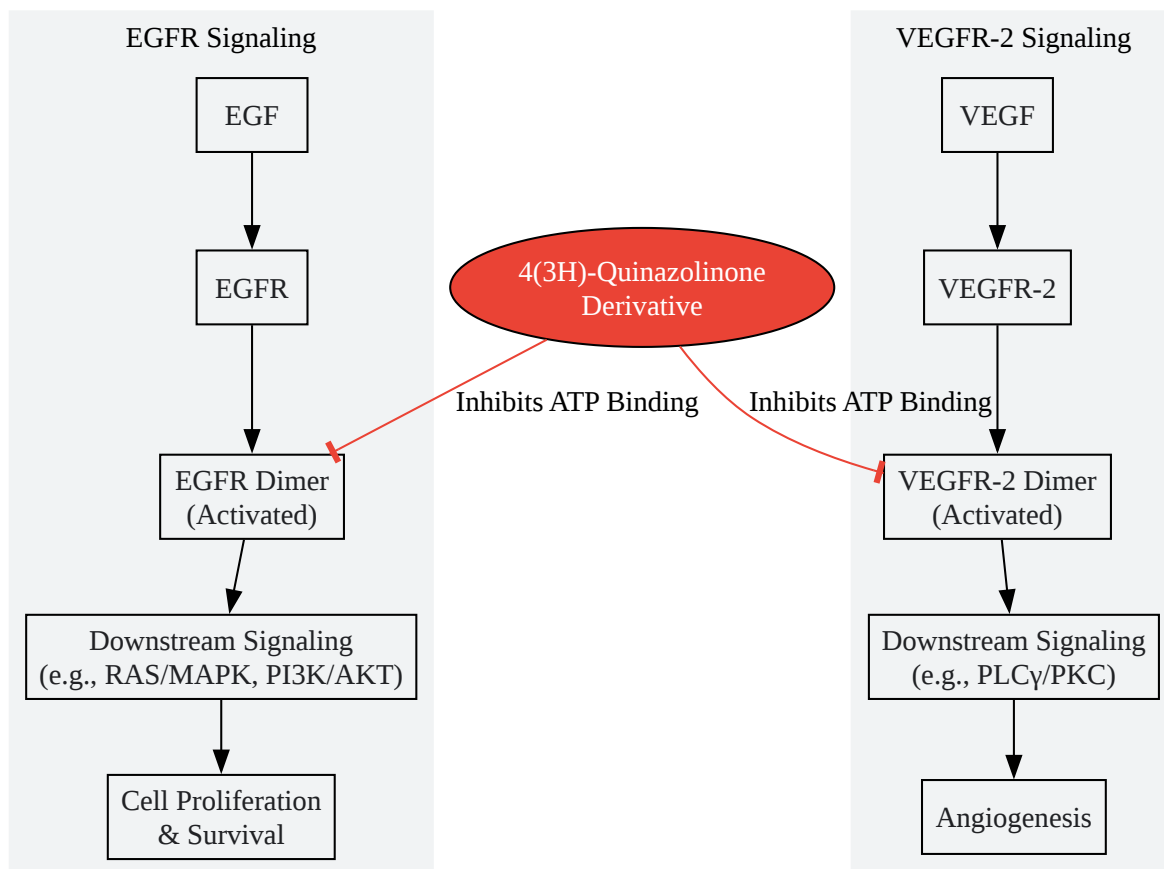 EGFR Signaling
EGF
EGFR
EGFR Dimer
(Activated)
Downstream Signaling
(e.g., RAS/MAPK, PI3K/AKT)
Cell Proliferation
& Survival
4(3H)-Quinazolinone
Derivative
Inhibits ATP Binding
Inhibits ATP Binding
VEGFR-2 Signaling
VEGF
VEGFR-2
VEGFR-2 Dimer
(Activated)
Downstream Signaling
(e.g., PLCγ/PKC)
Angiogenesis